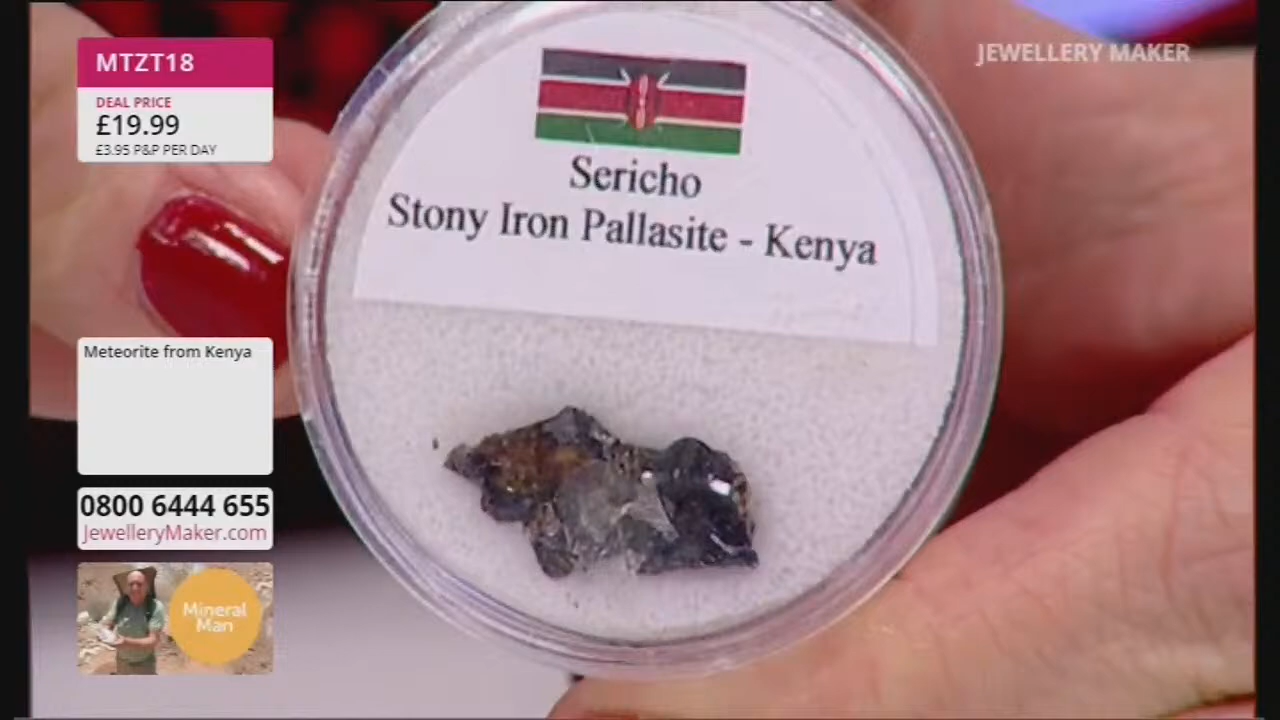 MTZT18
DEAL PRICE
£19.99
£3.95 P&P PER DAY
JEWELLERY MAKER
Sericho
Stony Iron Pallasite - Kenya
Meteorite from Kenya
0800 6444 655
JewelleryMaker.com
Mineral
Man